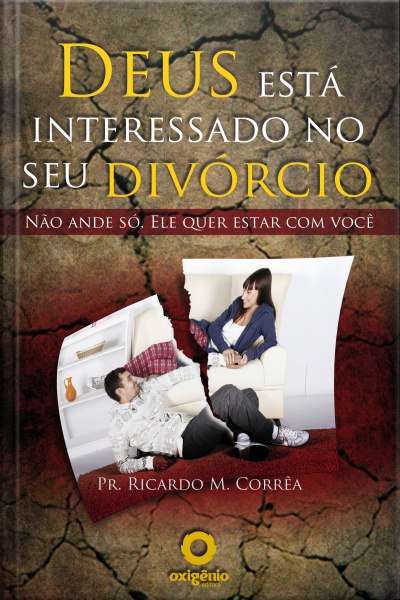 DEUS ESTÁ
INTERESSADO NO
SEU DIVÓRCIO
NÃO ANDE SÓ. ELE QUER ESTAR COM VOCÊ
PR. RICARDO M. CORRÊA
oxigênio
editora